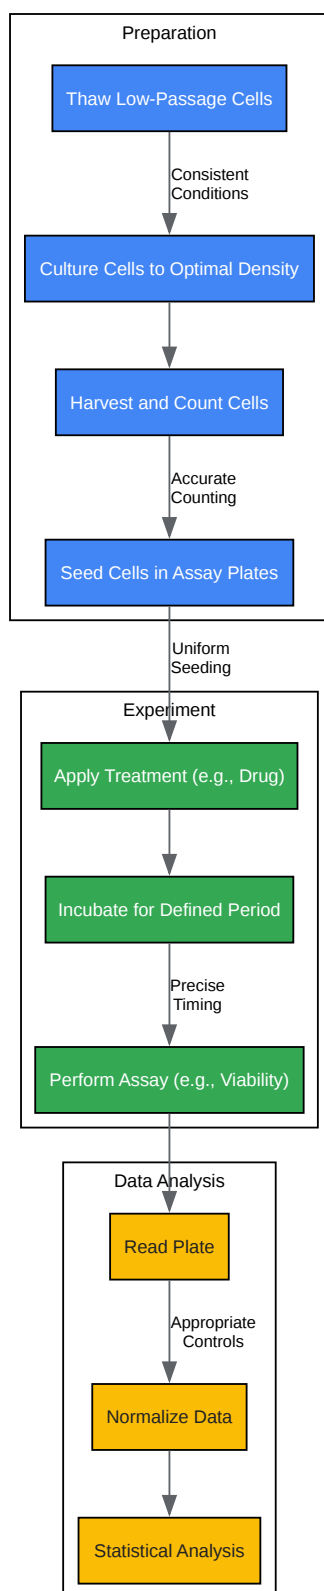 Preparation
Thaw Low-Passage Cells
Consistent
Conditions
Culture Cells to Optimal Density
Harvest and Count Cells
Accurate
Counting
Seed Cells in Assay Plates
Uniform
Seeding
Experiment
Apply Treatment (e.g., Drug)
Incubate for Defined Period
Precise
Timing
Perform Assay (e.g., Viability)
Data Analysis
Read Plate
Appropriate
Controls
Normalize Data
Statistical Analysis